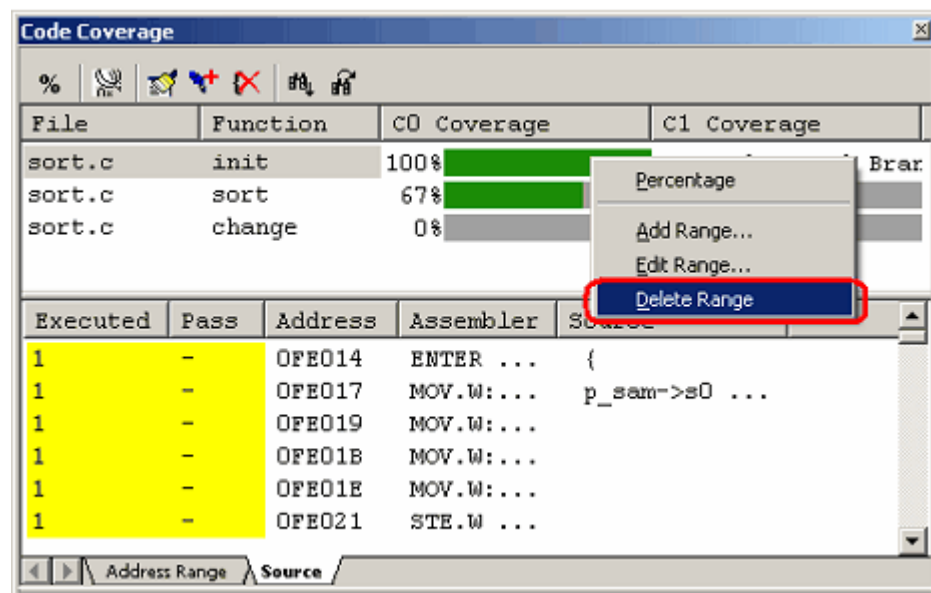 Code Coverage
%
File Function C0 Coverage C1 Coverage
sort.c init 100% Bran
sort.c sort 67%
sort.c change 0%
Percentage
Add Range...
Edit Range...
Delete Range
Executed Pass Address Assembler Source
1 - 0FE014 ENTER ... {
1 - 0FE017 MOV.W:... p_sam->s0 ...
1 - 0FE019 MOV.W:...
1 - 0FE01B MOV.W:...
1 - 0FE01E MOV.W:...
1 - 0FE021 STE.W ...
Address Range Source